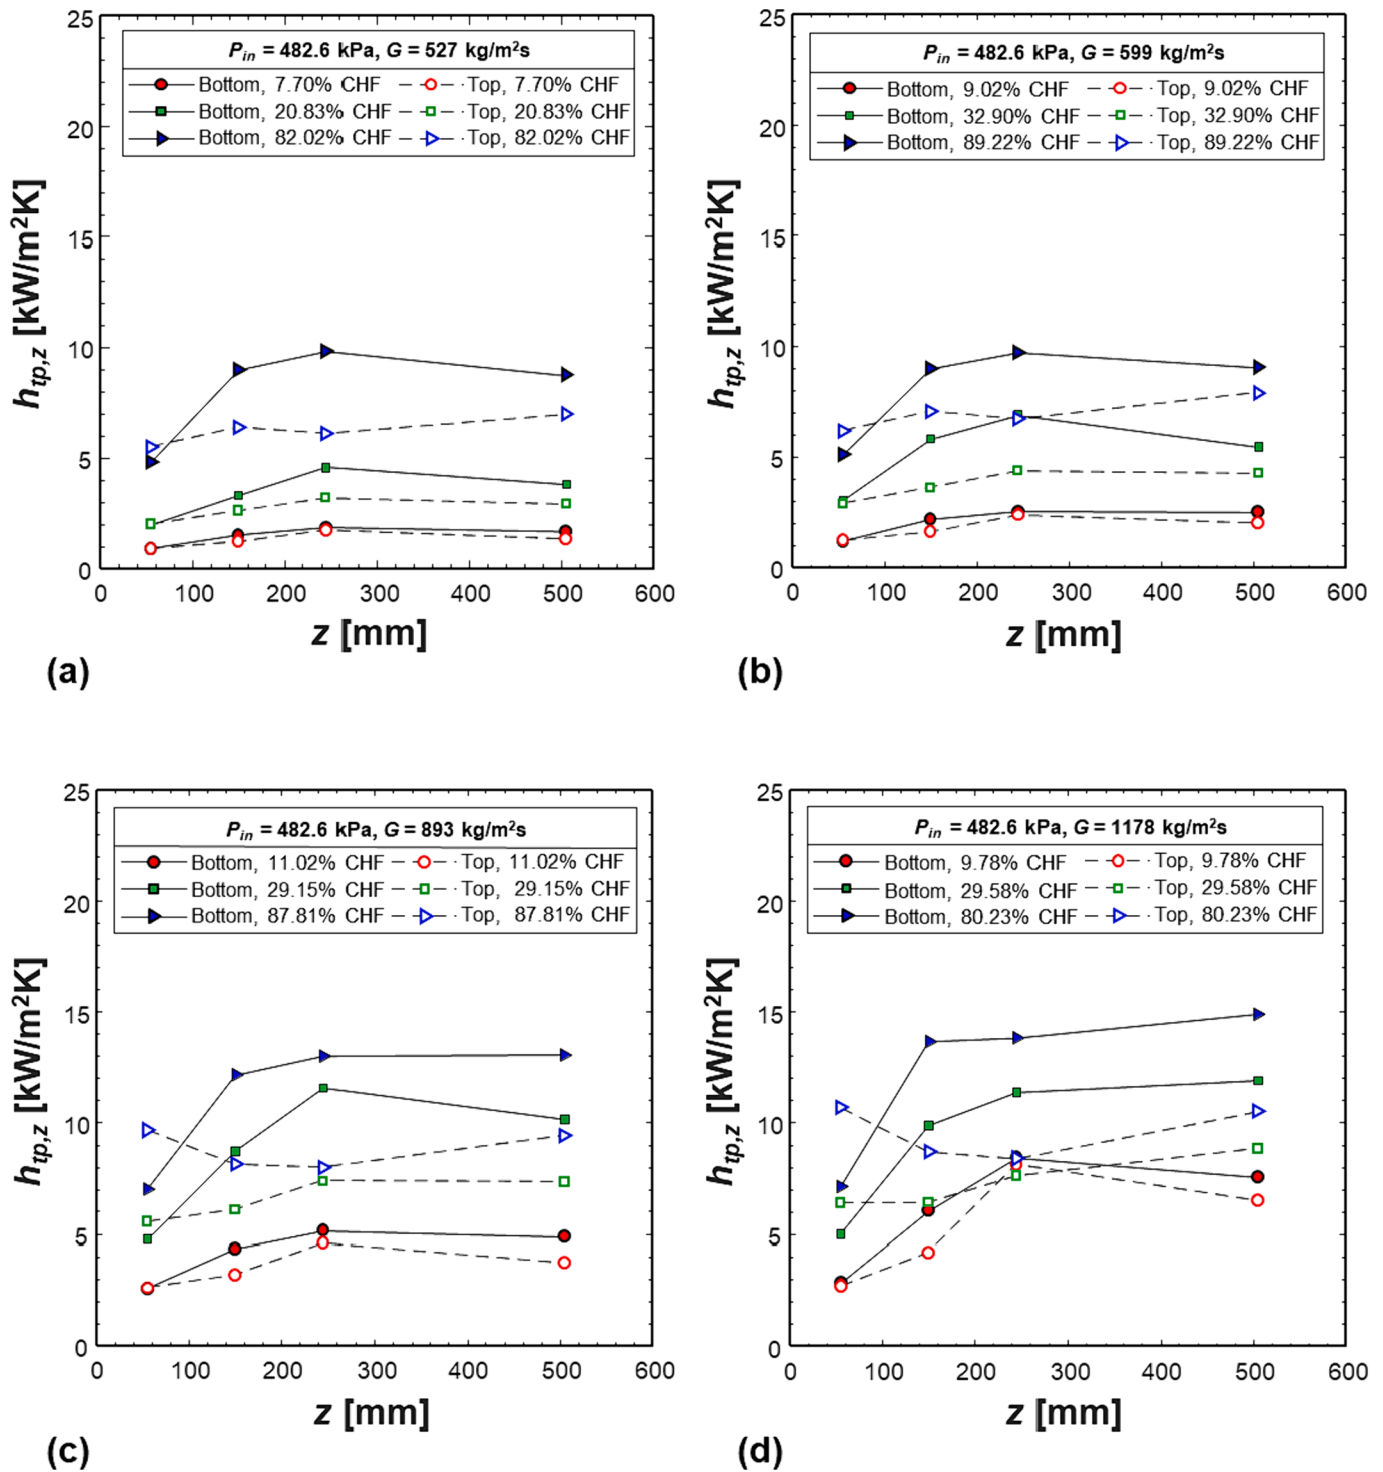 25
20
15
10
5
0
h_tp,z [kW/m²K]
P_in = 482.6 kPa, G = 527 kg/m²s
Bottom, 7.70% CHF Top, 7.70% CHF
Bottom, 20.83% CHF Top, 20.83% CHF
Bottom, 82.02% CHF Top, 82.02% CHF
0 100 200 300 400 500 600
z [mm]
(a)
25
20
15
10
5
0
h_tp,z [kW/m²K]
P_in = 482.6 kPa, G = 599 kg/m²s
Bottom, 9.02% CHF Top, 9.02% CHF
Bottom, 32.90% CHF Top, 32.90% CHF
Bottom, 89.22% CHF Top, 89.22% CHF
0 100 200 300 400 500 600
z [mm]
(b)
25
20
15
10
5
0
h_tp,z [kW/m²K]
P_in = 482.6 kPa, G = 893 kg/m²s
Bottom, 11.02% CHF Top, 11.02% CHF
Bottom, 29.15% CHF Top, 29.15% CHF
Bottom, 87.81% CHF Top, 87.81% CHF
0 100 200 300 400 500 600
z [mm]
(c)
25
20
15
10
5
0
h_tp,z [kW/m²K]
P_in = 482.6 kPa, G = 1178 kg/m²s
Bottom, 9.78% CHF Top, 9.78% CHF
Bottom, 29.58% CHF Top, 29.58% CHF
Bottom, 80.23% CHF Top, 80.23% CHF
0 100 200 300 400 500 600
z [mm]
(d)